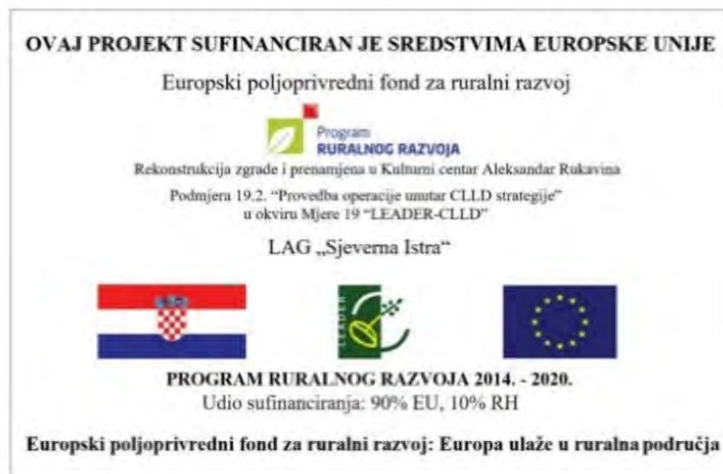 OVAJ PROJEKT SUFINANCIRAN JE SREDSTVIMA EUROPSKE UNIJE
Europski poljoprivredni fond za ruralni razvoj
Program
RURALNOG RAZVOJA
Rekonstrukcija zgrade i prenamjena u Kulturni centar Aleksandar Rukavina
Podmjera 19.2. “Provedba operacije unutar CLLD strategije”
u okviru Mjere 19 “LEADER-CLLD”
LAG „Sjeverna Istra“
LEADER
PROGRAM RURALNOG RAZVOJA 2014. - 2020.
Udio sufinanciranja: 90% EU, 10% RH
Europski poljoprivredni fond za ruralni razvoj: Europa ulaže u ruralna područja